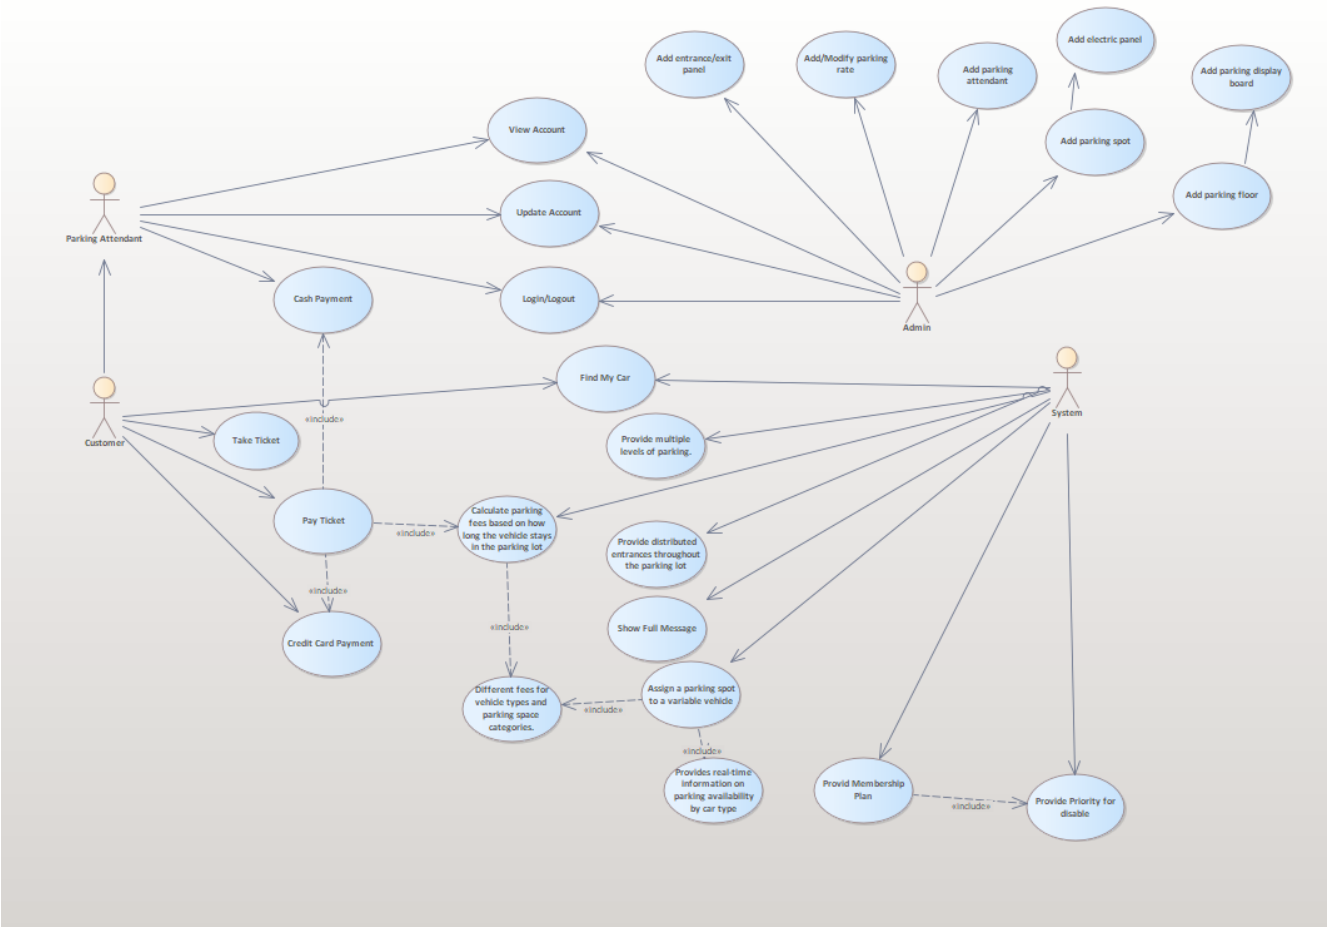 Add electric panel
Add entrance/exit
panel
Add/Modify parking
rate
Add parking
attendant
Add parking display
board
View Account
Add parking spot
Add parking floor
Update Account
Parking Attendant
Cash Payment
Login/Logout
Admin
Find My Car
System
«include»
Customer
Take Ticket
Provide multiple
levels of parking.
Pay Ticket
«include»
Calculate parking
fees based on how
long the vehicle stays
in the parking lot
Provide distributed
entrances throughout
the parking lot
«include»
«include»
Show Full Message
Credit Card Payment
Different fees for
vehicle types and
parking space
categories.
«include»
Assign a parking spot
to a variable vehicle
«include»
Provides real-time
information on
parking availability
by car type
Provid Membership
Plan
«include»
Provide Priority for
disable